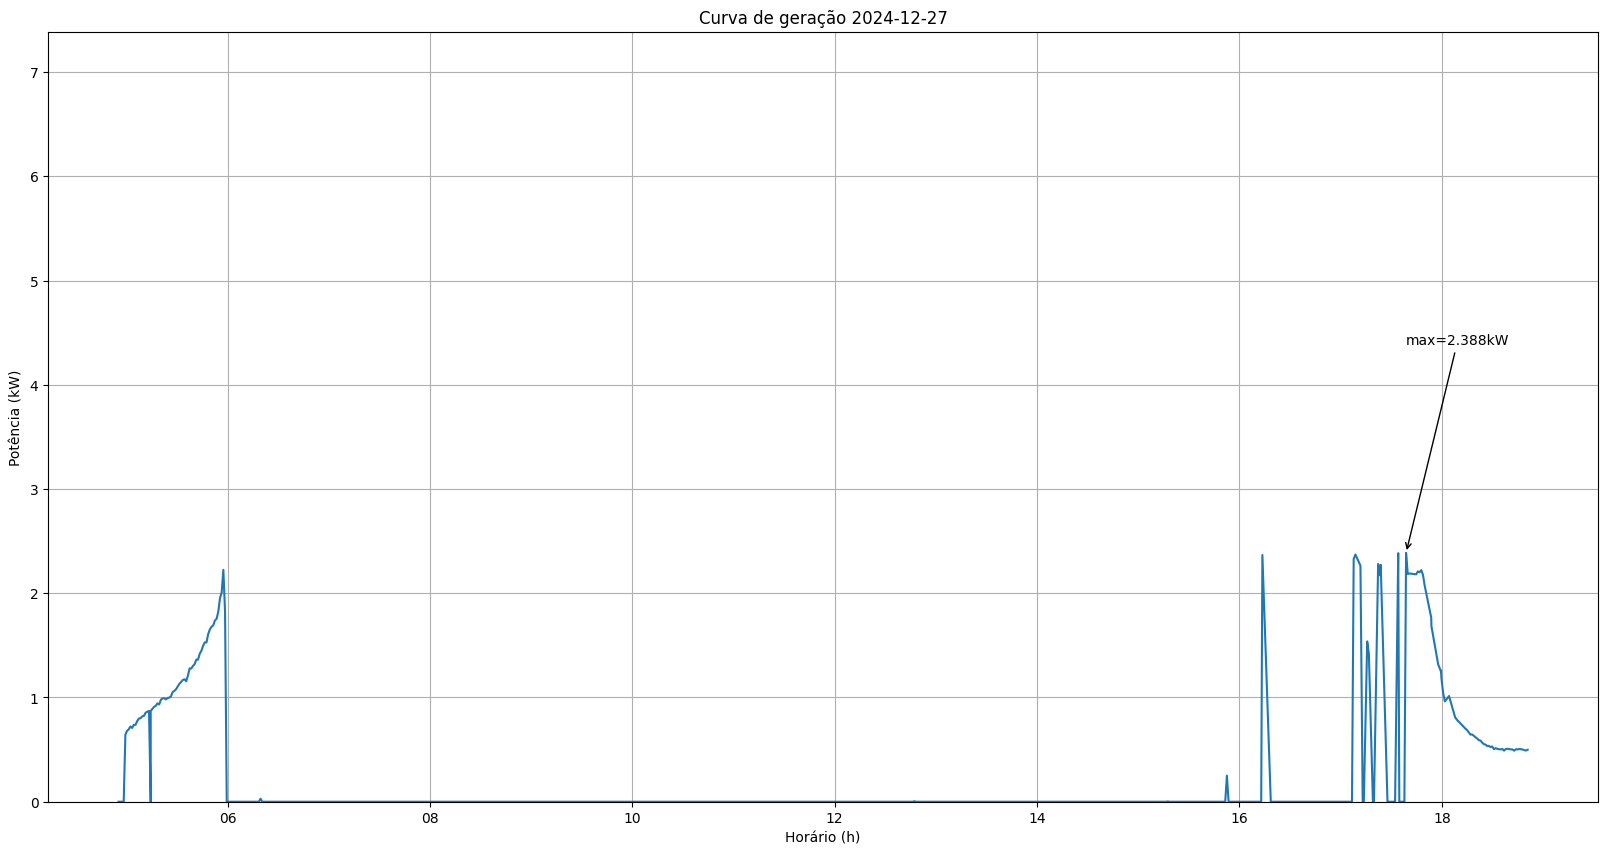 Curva de geração 2024-12-27
7
6
5
4
3
2
1
0
Potência (kW)
max=2.388kW
06 08 10 12 14 16 18
Horário (h)